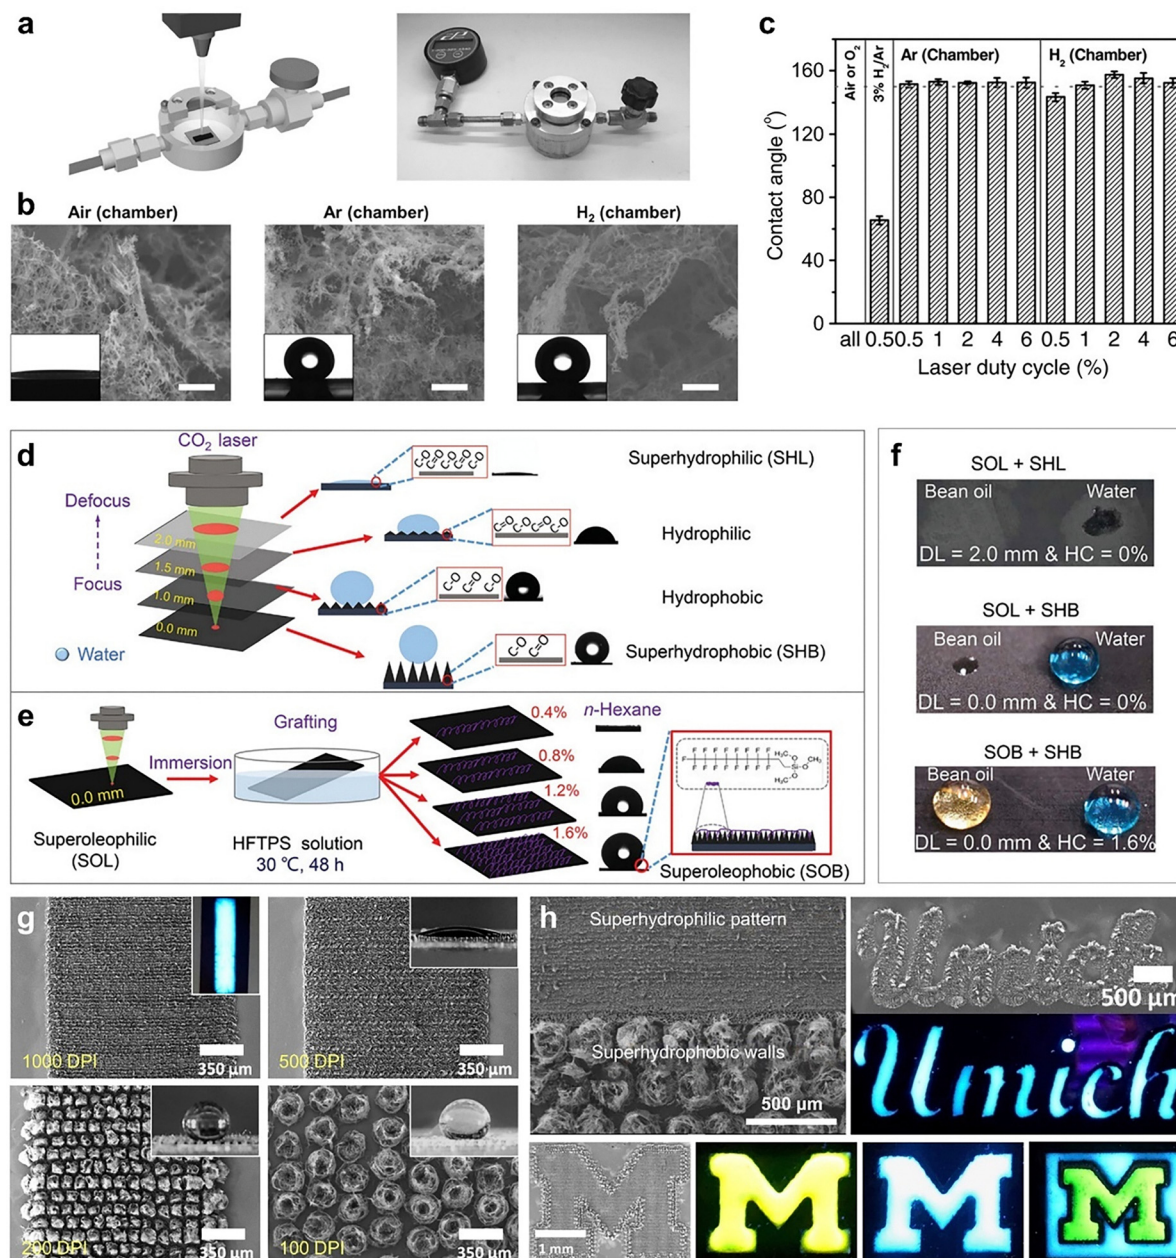 a
b
Air (chamber)
Ar (chamber)
H2 (chamber)
c
Contact angle (°)
160
120
80
40
0
Air or O2
3% H2/Ar
Ar (Chamber)
H2 (Chamber)
all 0.5 0.5 1 2 4 6 0.5 1 2 4 6
Laser duty cycle (%)
d
CO2 laser
Defocus
Focus
2.0 mm
1.5 mm
1.0 mm
0.0 mm
Water
C-O C=O C-O C=O C-O
Superhydrophilic (SHL)
Hydrophilic
C-O C=O C-O
Hydrophobic
C-O C=O
Superhydrophobic (SHB)
e
0.0 mm
Superoleophilic
(SOL)
Immersion
Grafting
HFTPS solution
30 °C, 48 h
0.4%
0.8%
1.2%
1.6%
n-Hexane
F F F F F F F F
F
F F F F F F F F
H3C
O
Si
O
CH3
O
H3C
Superoleophobic (SOB)
f
SOL + SHL
Bean oil Water
DL = 2.0 mm & HC = 0%
SOL + SHB
Bean oil Water
DL = 0.0 mm & HC = 0%
SOB + SHB
Bean oil Water
DL = 0.0 mm & HC = 1.6%
g
1000 DPI
350 µm
500 DPI
350 µm
200 DPI
350 µm
100 DPI
350 µm
h
Superhydrophilic pattern
Superhydrophobic walls
500 µm
Umich
500 µm
Umich
M
1 mm
M
M
M